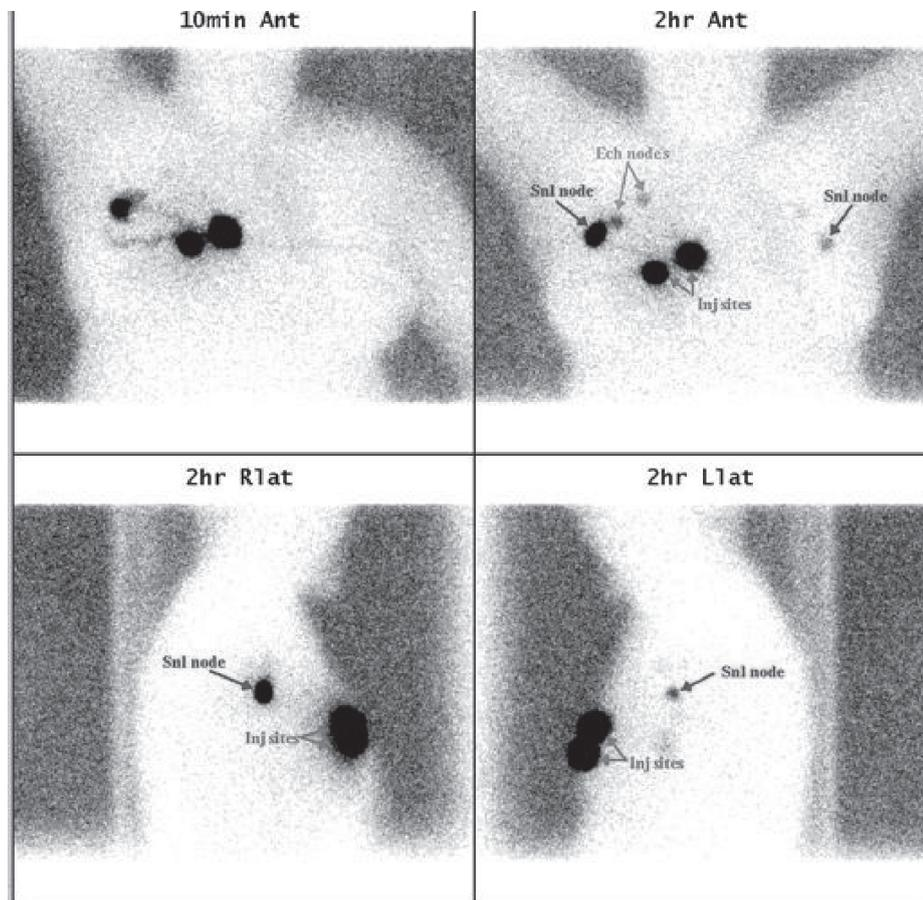 10min Ant
2hr Ant
Ech nodes
Snl node
Snl node
Inj sites
2hr Rlat
2hr Llat
Snl node
Inj sites
Snl node
Inj sites